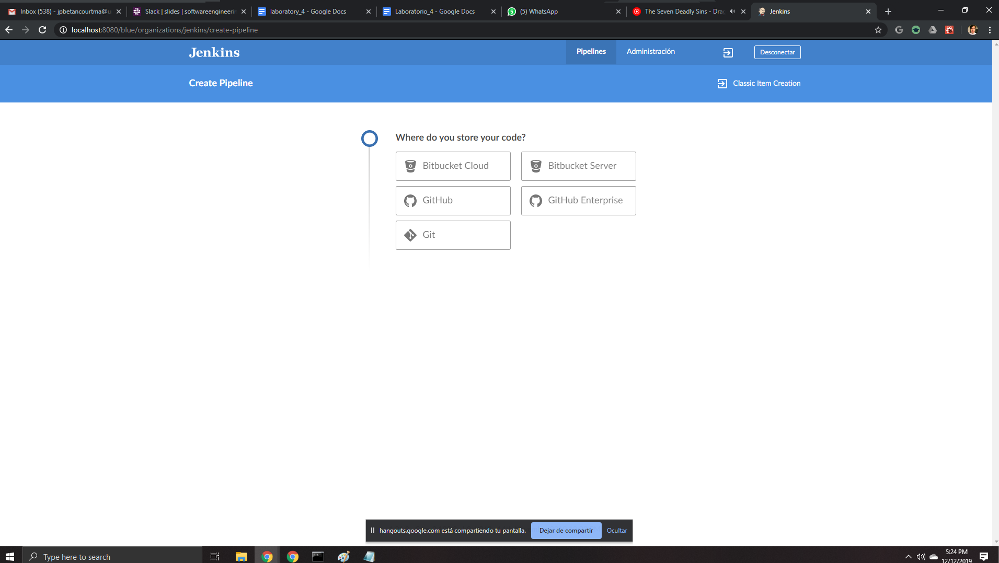 Inbox (538) - jpbetancourtma@u
Slack | slides | softwareengineerin
laboratory_4 - Google Docs
Laboratorio_4 - Google Docs
(5) WhatsApp
The Seven Deadly Sins - Drag
Jenkins
localhost:8080/blue/organizations/jenkins/create-pipeline
Jenkins
Pipelines
Administración
Desconectar
Create Pipeline
Classic Item Creation
Where do you store your code?
Bitbucket Cloud
Bitbucket Server
GitHub
GitHub Enterprise
Git
hangouts.google.com está compartiendo tu pantalla.
Dejar de compartir
Ocultar
Type here to search
5:24 PM
12/12/2019